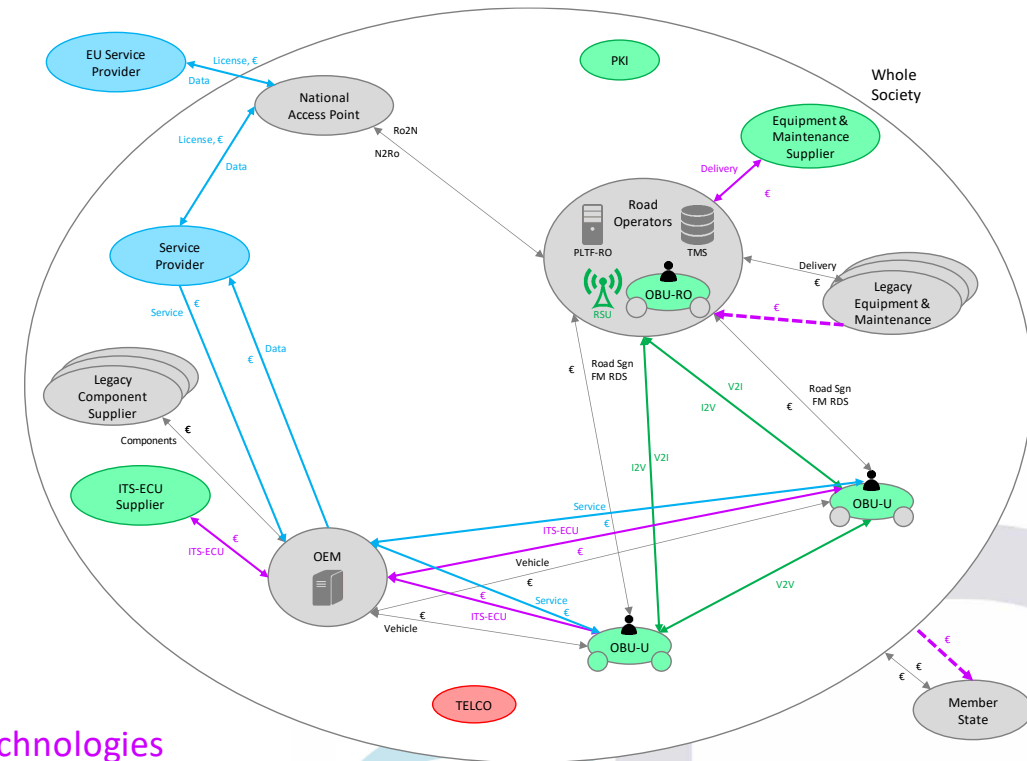 EU Service
Provider
License, €
Data
PKI
Whole
Society
National
Access Point
Ro2N
N2Ro
Equipment &
Maintenance
Supplier
License, €
Data
Delivery
€
Road
Operators
PLTF-RO
TMS
OBU-RO
RSU
Service
Provider
Delivery
€
Legacy
Equipment &
Maintenance
€
€
Service
€
Data
Legacy
Component
Supplier
€
Components
€
Road Sgn
FM RDS
V2I
I2V
Road Sgn
FM RDS
€
I2V
V2I
ITS-ECU
Supplier
€
ITS-ECU
OEM
Service
€
ITS-ECU
€
Vehicle
€
OBU-U
V2V
€
Service
€
ITS-ECU
€
Vehicle
OBU-U
€
€
€
Member
State
TELCO
chnologies